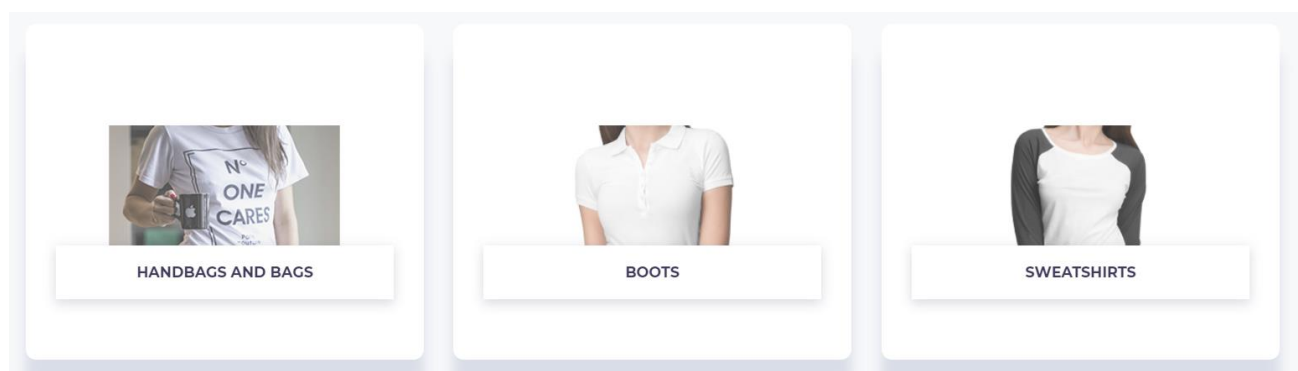 N° 
ONE
CARES
HANDBAGS AND BAGS
BOOTS
SWEATSHIRTS